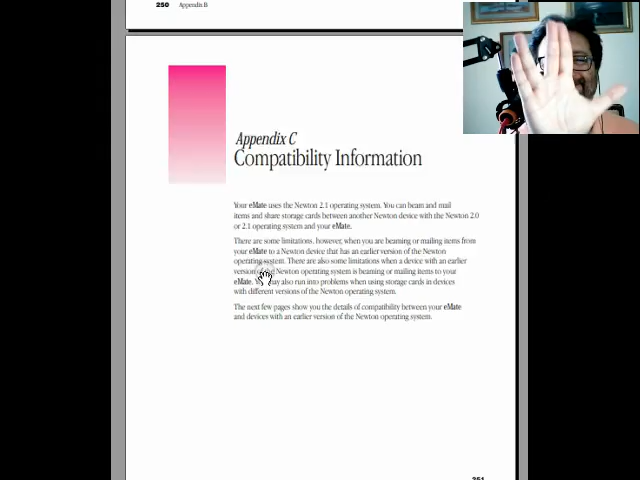 250 Appendix B
Appendix C
Compatibility Information
Your eMate uses the Newton 2.1 operating system. You can beam and mail
items and share storage cards between another Newton device with the Newton 2.0
or 2.1 operating system and your eMate.
There are some limitations, however, when you are beaming or mailing items from
your eMate to a Newton device that has an earlier version of the Newton
operating system. There are also some limitations when a device with an earlier
version of the Newton operating system is beaming or mailing items to your
eMate. You may also run into problems when using storage cards in devices
with different versions of the Newton operating system.
The next few pages show you the details of compatibility between your eMate
and devices with an earlier version of the Newton operating system.
251